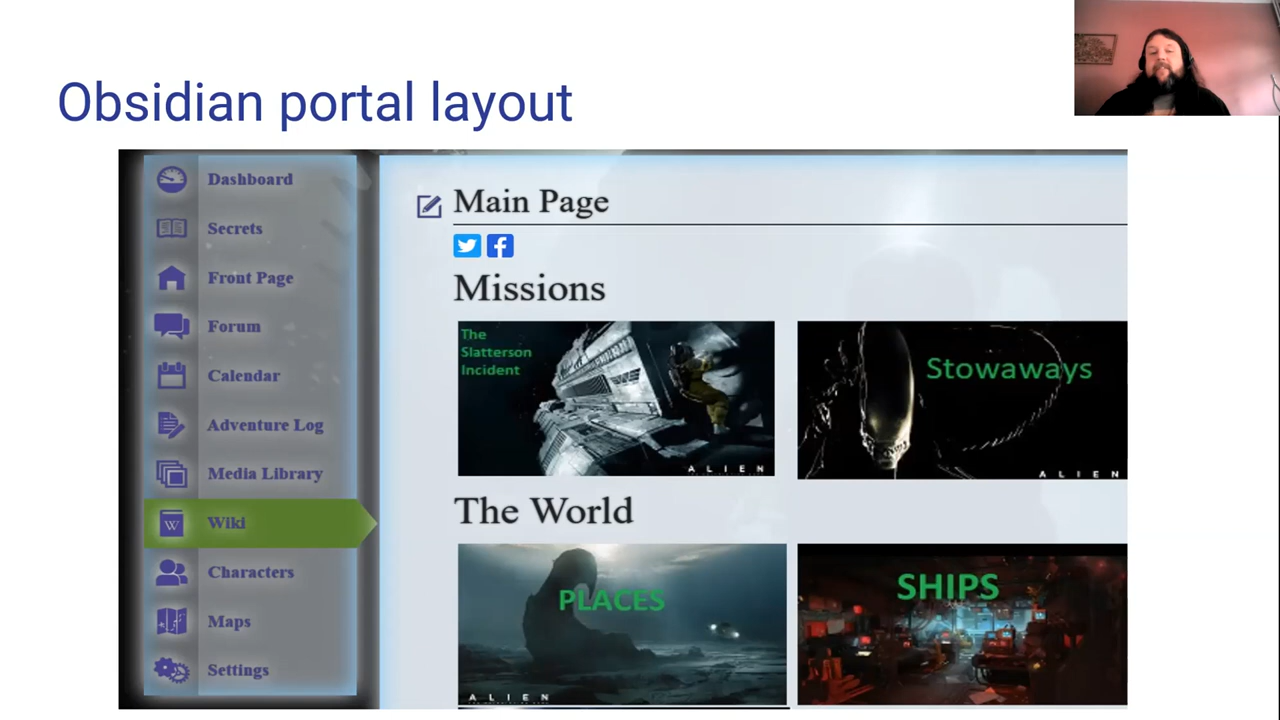 Obsidian portal layout
Dashboard
Secrets
Front Page
Forum
Calendar
Adventure Log
Media Library
W
Wiki
Characters
Maps
Settings
Main Page
Missions
The
Slatterson
Incident
ALIEN
Stowaways
ALIEN
The World
PLACES
ALIEN
SHIPS